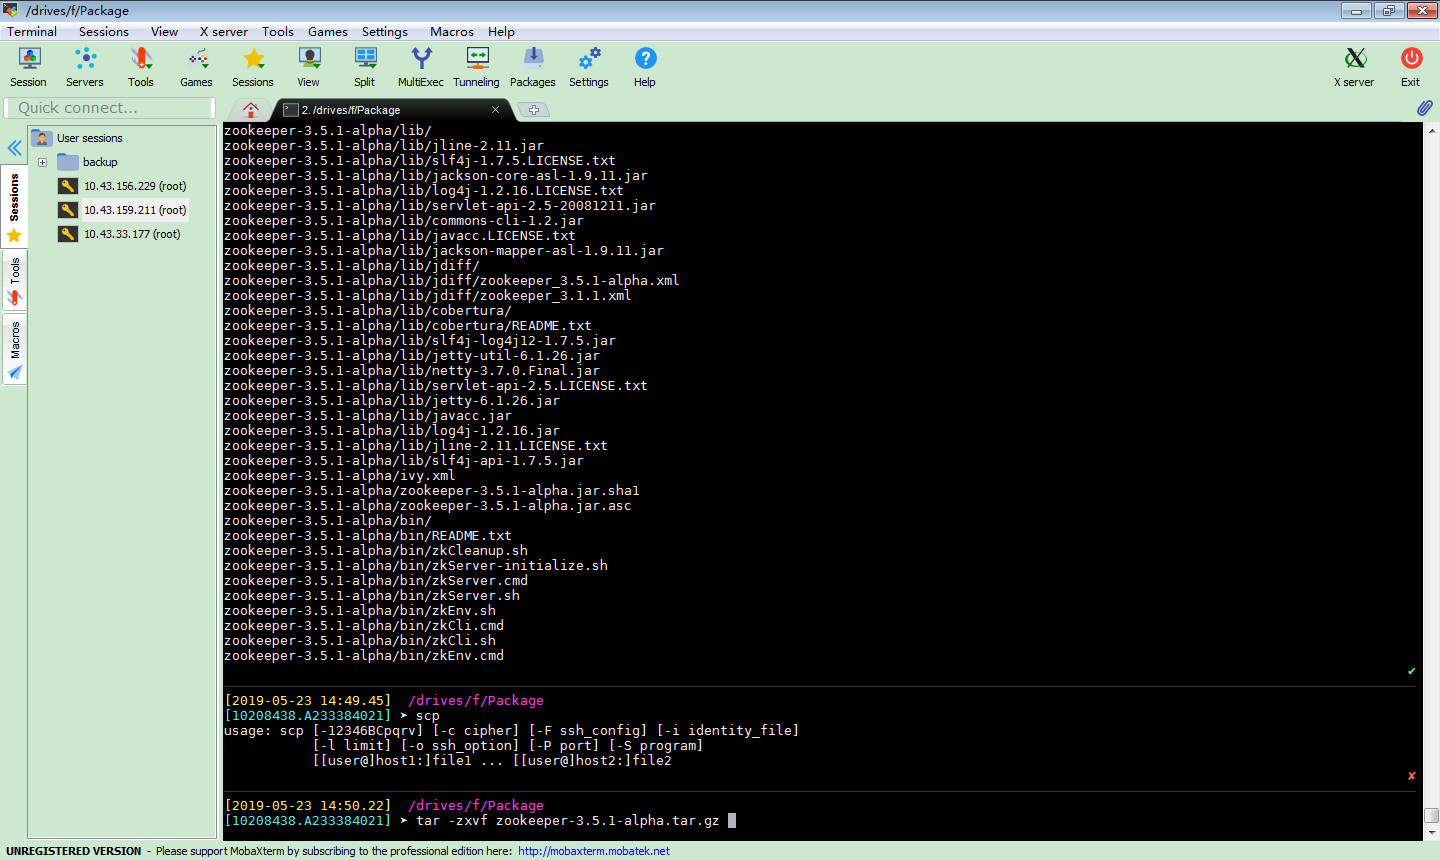 /drives/f/Package
Terminal Sessions View X server Tools Games Settings Macros Help
Session Servers Tools Games Sessions View Split MultiExec Tunneling Packages Settings Help X server Exit
Quick connect...
2. /drives/f/Package
User sessions
backup
10.43.156.229 (root)
10.43.159.211 (root)
10.43.33.177 (root)
Sessions
Tools
Macros
zookeeper-3.5.1-alpha/lib/
zookeeper-3.5.1-alpha/lib/jline-2.11.jar
zookeeper-3.5.1-alpha/lib/slf4j-1.7.5.LICENSE.txt
zookeeper-3.5.1-alpha/lib/jackson-core-asl-1.9.11.jar
zookeeper-3.5.1-alpha/lib/log4j-1.2.16.LICENSE.txt
zookeeper-3.5.1-alpha/lib/servlet-api-2.5-20081211.jar
zookeeper-3.5.1-alpha/lib/commons-cli-1.2.jar
zookeeper-3.5.1-alpha/lib/javacc.LICENSE.txt
zookeeper-3.5.1-alpha/lib/jackson-mapper-asl-1.9.11.jar
zookeeper-3.5.1-alpha/lib/jdiff/
zookeeper-3.5.1-alpha/lib/jdiff/zookeeper_3.5.1-alpha.xml
zookeeper-3.5.1-alpha/lib/jdiff/zookeeper_3.1.1.xml
zookeeper-3.5.1-alpha/lib/cobertura/
zookeeper-3.5.1-alpha/lib/cobertura/README.txt
zookeeper-3.5.1-alpha/lib/slf4j-log4j12-1.7.5.jar
zookeeper-3.5.1-alpha/lib/jetty-util-6.1.26.jar
zookeeper-3.5.1-alpha/lib/netty-3.7.0.Final.jar
zookeeper-3.5.1-alpha/lib/servlet-api-2.5.LICENSE.txt
zookeeper-3.5.1-alpha/lib/jetty-6.1.26.jar
zookeeper-3.5.1-alpha/lib/javacc.jar
zookeeper-3.5.1-alpha/lib/log4j-1.2.16.jar
zookeeper-3.5.1-alpha/lib/jline-2.11.LICENSE.txt
zookeeper-3.5.1-alpha/lib/slf4j-api-1.7.5.jar
zookeeper-3.5.1-alpha/ivy.xml
zookeeper-3.5.1-alpha/zookeeper-3.5.1-alpha.jar.sha1
zookeeper-3.5.1-alpha/zookeeper-3.5.1-alpha.jar.asc
zookeeper-3.5.1-alpha/bin/
zookeeper-3.5.1-alpha/bin/README.txt
zookeeper-3.5.1-alpha/bin/zkCleanup.sh
zookeeper-3.5.1-alpha/bin/zkServer-initialize.sh
zookeeper-3.5.1-alpha/bin/zkServer.cmd
zookeeper-3.5.1-alpha/bin/zkServer.sh
zookeeper-3.5.1-alpha/bin/zkEnv.sh
zookeeper-3.5.1-alpha/bin/zkCli.cmd
zookeeper-3.5.1-alpha/bin/zkCli.sh
zookeeper-3.5.1-alpha/bin/zkEnv.cmd
✔
[2019-05-23 14:49.45] /drives/f/Package
[10208438.A233384021] ➤ scp
usage: scp [-12346BCpqrv] [-c cipher] [-F ssh_config] [-i identity_file]
[-l limit] [-o ssh_option] [-P port] [-S program]
[[user@]host1:]file1 ... [[user@]host2:]file2
✘
[2019-05-23 14:50.22] /drives/f/Package
[10208438.A233384021] ➤ tar -zxvf zookeeper-3.5.1-alpha.tar.gz
UNREGISTERED VERSION - Please support MobaXterm by subscribing to the professional edition here: http://mobaxterm.mobatek.net